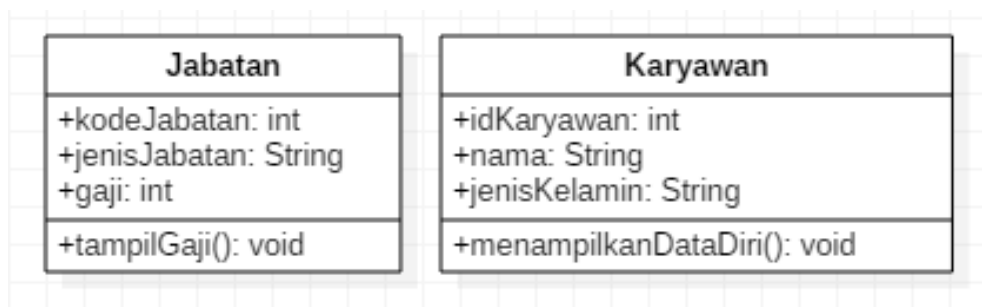 Jabatan
+kodeJabatan: int
+jenisJabatan: String
+gaji: int
+tampilGaji(): void
Karyawan
+idKaryawan: int
+nama: String
+jenisKelamin: String
+menampilkanDataDiri(): void